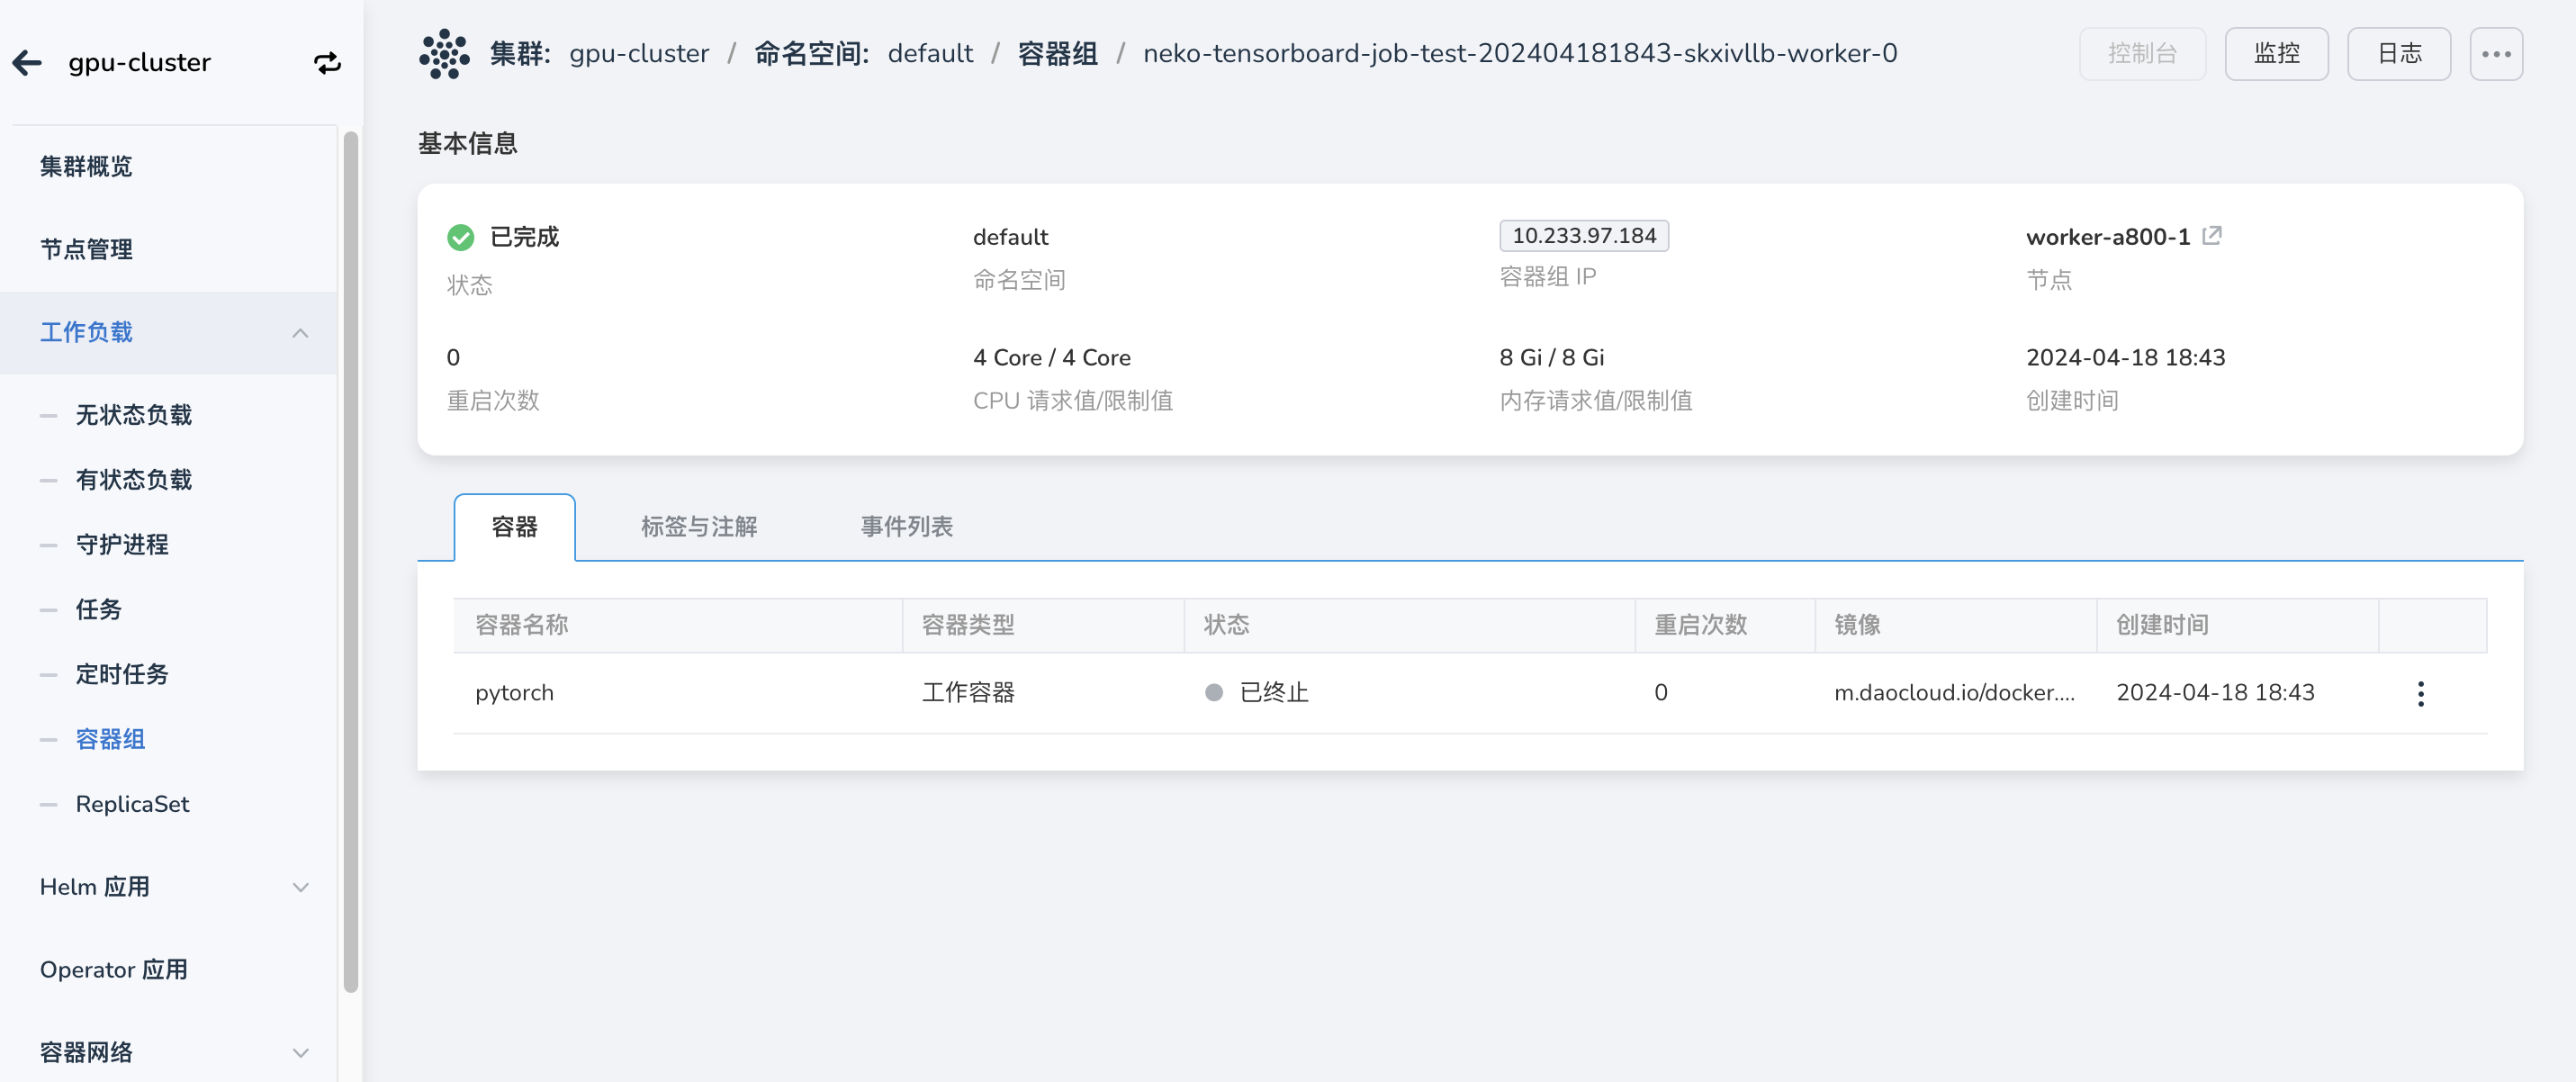 gpu-cluster
集群概览
节点管理
工作负载
无状态负载
有状态负载
守护进程
任务
定时任务
容器组
ReplicaSet
Helm 应用
Operator 应用
容器网络
集群: gpu-cluster / 命名空间: default / 容器组 / neko-tensorboard-job-test-202404181843-skxivllb-worker-0
控制台 监控 日志
基本信息
已完成 default 10.233.97.184 worker-a800-1
状态 命名空间 容器组 IP 节点
0 4 Core / 4 Core 8 Gi / 8 Gi 2024-04-18 18:43
重启次数 CPU 请求值/限制值 内存请求值/限制值 创建时间
容器 标签与注解 事件列表
容器名称 容器类型 状态 重启次数 镜像 创建时间
pytorch 工作容器 已终止 0 m.daocloud.io/docker.... 2024-04-18 18:43